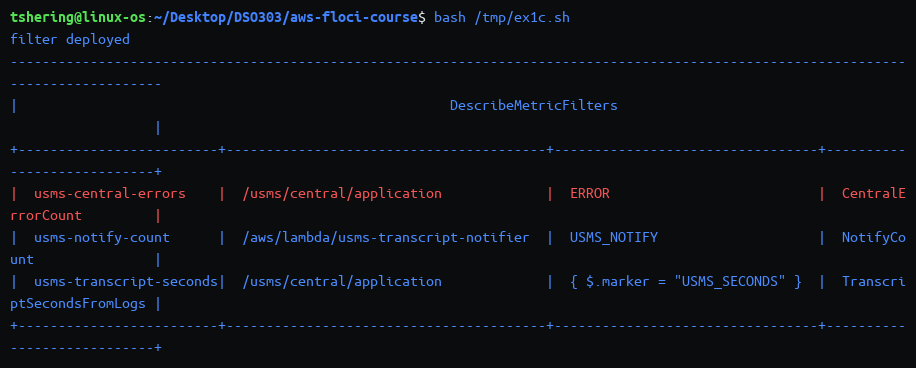 tshering@linux-os:~/Desktop/DSO303/aws-floci-course$ bash /tmp/ex1c.sh
filter deployed
----------------------------------------------------------------------------------------------------------------
-------------------
|                                                      DescribeMetricFilters
                  |
+-------------------------+----------------------------------------+---------------------------------+----------
------------------+
|  usms-central-errors    |  /usms/central/application             |  ERROR                          |  CentralE
rrorCount         |
|  usms-notify-count      |  /aws/lambda/usms-transcript-notifier  |  USMS_NOTIFY                    |  NotifyCo
unt               |
|  usms-transcript-seconds|  /usms/central/application             |  { $.marker = "USMS_SECONDS" }  |  Transcri
ptSecondsFromLogs |
+-------------------------+----------------------------------------+---------------------------------+----------
------------------+